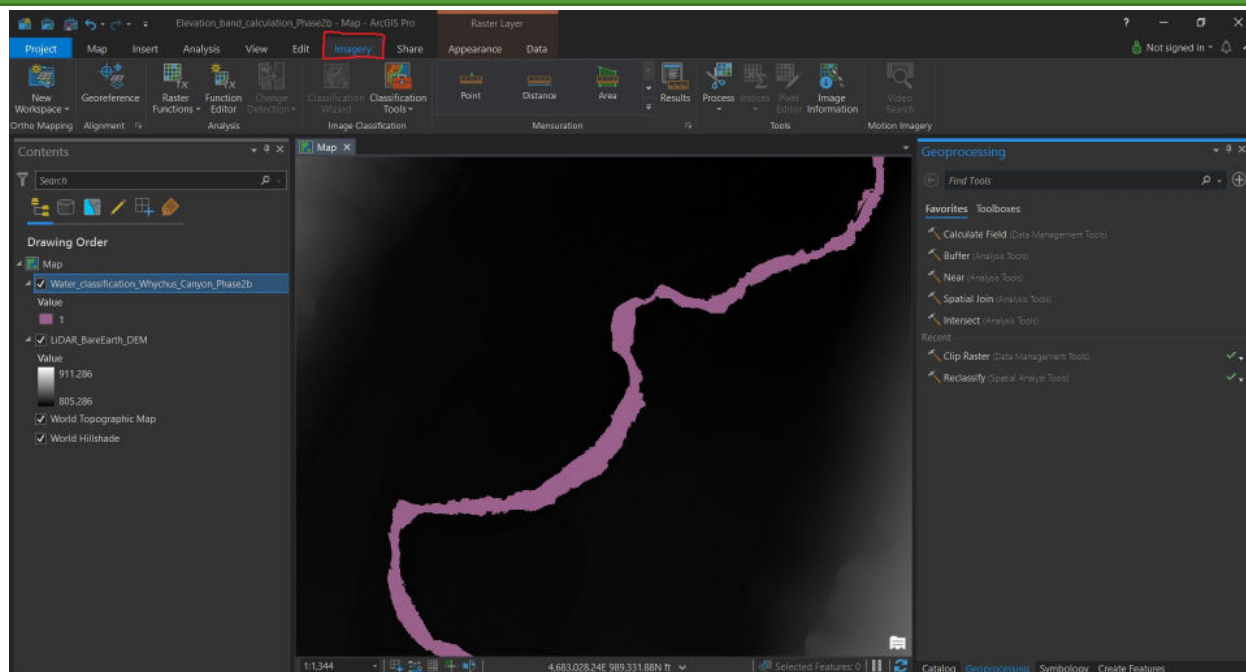 Elevation_band_calculation_Phase2b - Map - ArcGIS Pro
Raster Layer
?
Project Map Insert Analysis View Edit Imagery Share Appearance Data
Not signed in
New Workspace
Georeference
Raster Functions
Function Editor
Change Detection
Classification Wizard
Classification Tools
Point
Distance
Area
Results
Process
Indices
Pixel Editor
Image Information
Video Search
Ortho Mapping
Alignment
Analysis
Image Classification
Mensuration
Tools
Motion Imagery
Contents
Search
Drawing Order
Map
Water_classification_Whychus_Canyon_Phase2b
Value
1
LiDAR_BareEarth_DEM
Value
911.286
805.286
World Topographic Map
World Hillshade
Map
1:1,344
4,683,028.24E 989,331.88N ft
Selected Features: 0
Geoprocessing
Find Tools
Favorites Toolboxes
Calculate Field (Data Management Tools)
Buffer (Analysis Tools)
Near (Analysis Tools)
Spatial Join (Analysis Tools)
Intersect (Analysis Tools)
Recent
Clip Raster (Data Management Tools)
Reclassify (Spatial Analyst Tools)
Catalog Geoprocessing Symbology Create Features